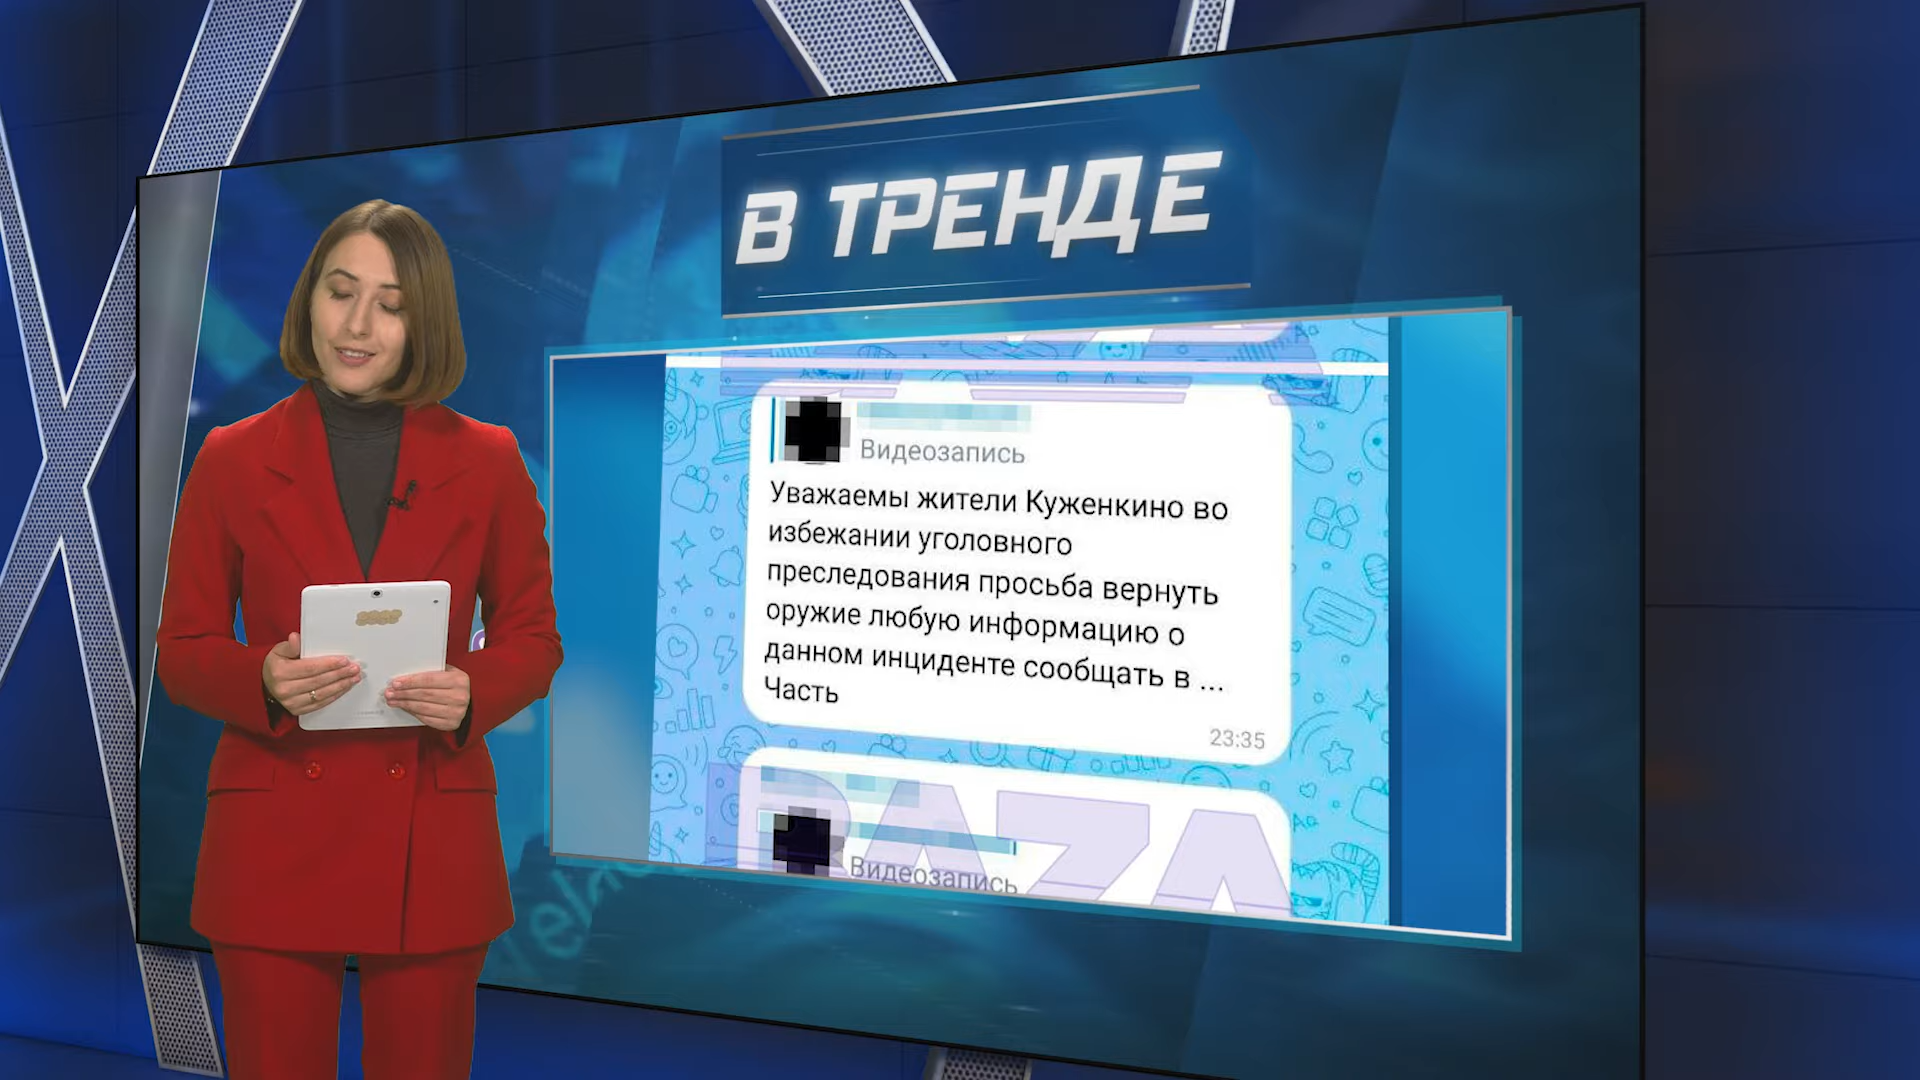 В ТРЕНДЕ
Видеозапись
Уважаемы жители Куженкино во
избежании уголовного
преследования просьба вернуть
оружие любую информацию о
данном инциденте сообщать в ...
Часть
23:35
BAZA
Видеозапись